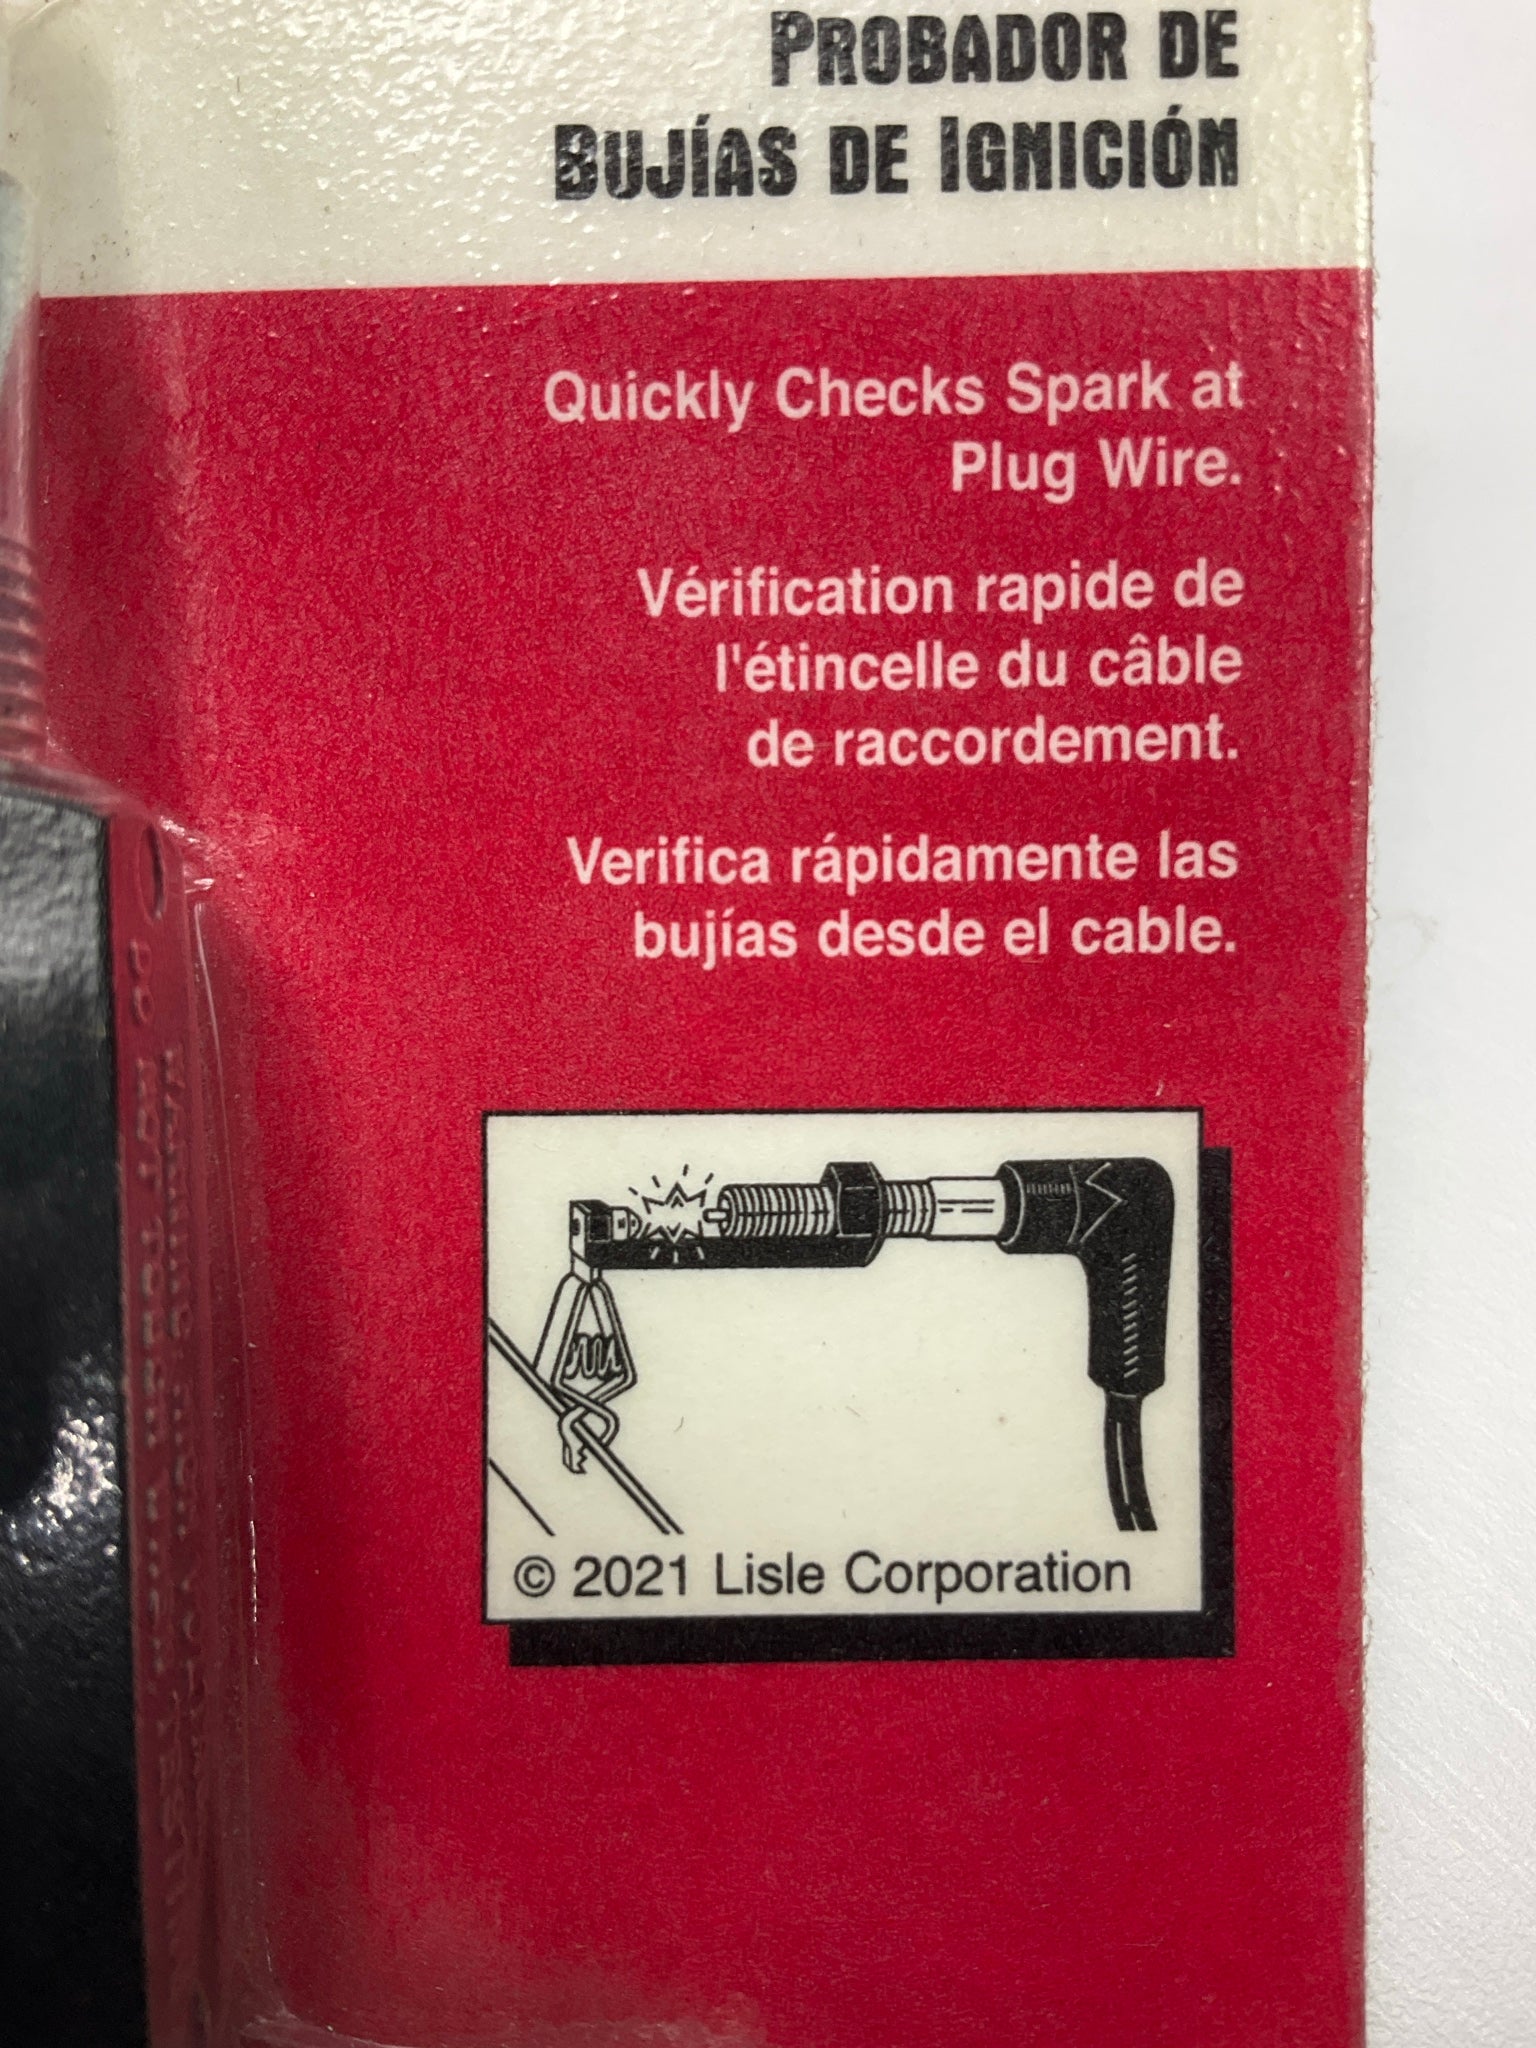 PROBADOR DE
BUJÍAS DE IGNICIÓN
Quickly Checks Spark at
Plug Wire.
Vérification rapide de
l'étincelle du câble
de raccordement.
Verifica rápidamente las
bujías desde el cable.
© 2021 Lisle Corporation